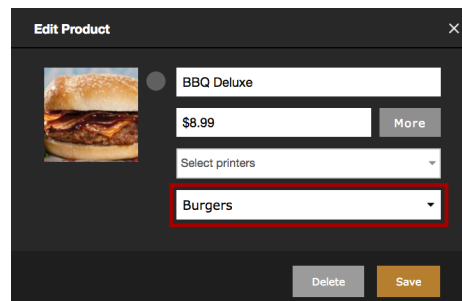 Edit Product
BBQ Deluxe
$8.99
More
Select printers
Burgers
Delete
Save